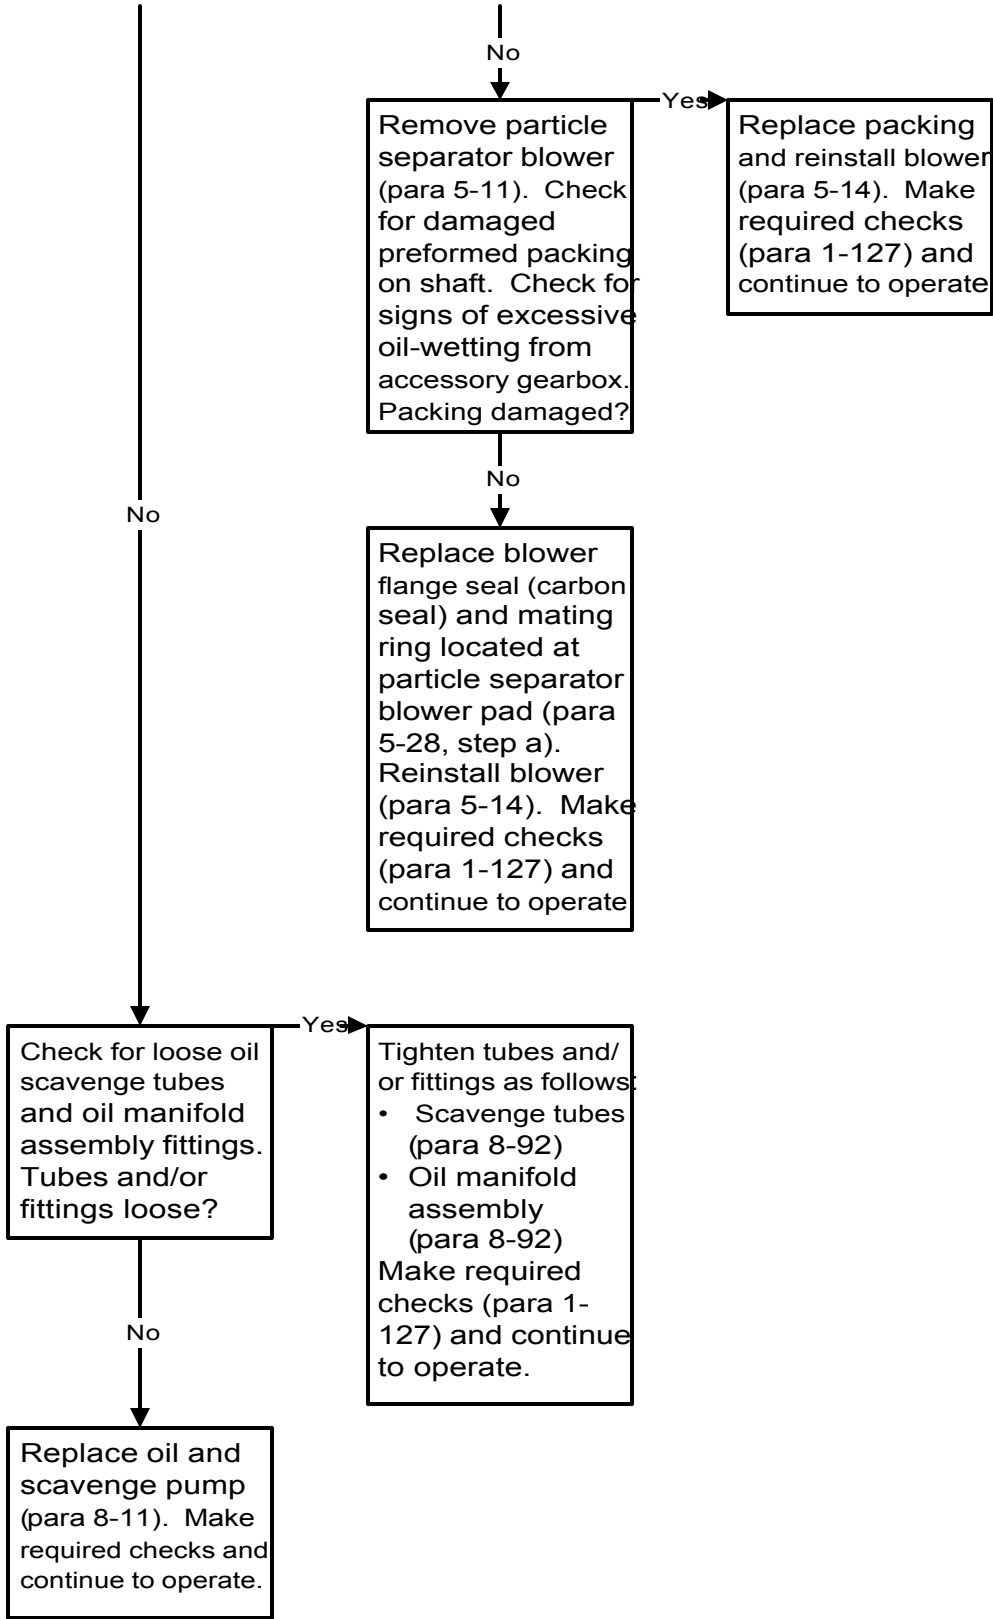 No
Remove particle
separator blower
(para 5-11). Check
for damaged
preformed packing
on shaft. Check for
signs of excessive
oil-wetting from
accessory gearbox.
Packing damaged?
Yes
Replace packing
and reinstall blower
(para 5-14). Make
required checks
(para 1-127) and
continue to operate
No
Replace blower
flange seal (carbon
seal) and mating
ring located at
particle separator
blower pad (para
5-28, step a).
Reinstall blower
(para 5-14). Make
required checks
(para 1-127) and
continue to operate
No
Check for loose oil
scavenge tubes
and oil manifold
assembly fittings.
Tubes and/or
fittings loose?
Yes
Tighten tubes and/
or fittings as follows:
• Scavenge tubes
(para 8-92)
• Oil manifold
assembly
(para 8-92)
Make required
checks (para 1-
127) and continue
to operate.
No
Replace oil and
scavenge pump
(para 8-11). Make
required checks and
continue to operate.